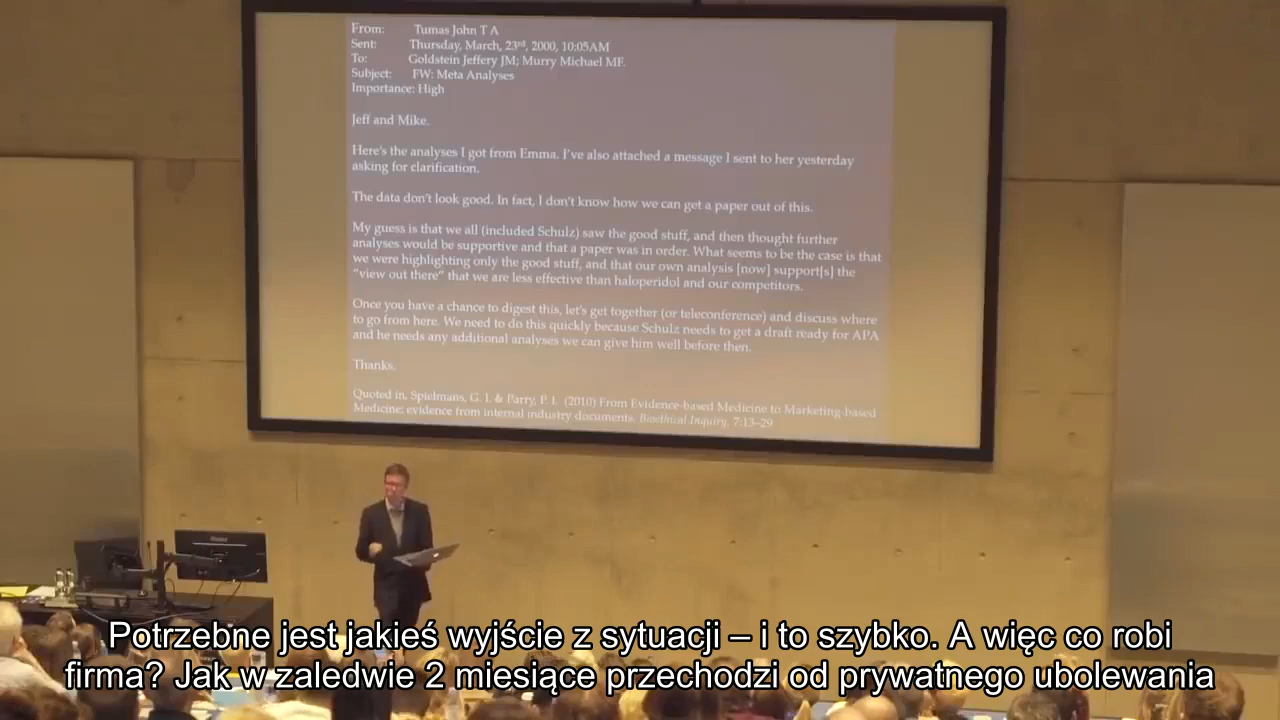 From: Tumas John T A
Sent: Thursday, March, 23rd, 2000, 10:05AM
To: Goldstein Jeffery JM; Murry Michael MF.
Subject: FW: Meta Analyses
Importance: High
Jeff and Mike.
Here's the analyses I got from Emma. I've also attached a message I sent to her yesterday
asking for clarification.
The data don't look good. In fact, I don't know how we can get a paper out of this.
My guess is that we all (included Schulz) saw the good stuff, and then thought further
analyses would be supportive and that a paper was in order. What seems to be the case is that
we were highlighting only the good stuff, and that our own analysis [now] support[s] the
"view out there" that we are less effective than haloperidol and our competitors.
Once you have a chance to digest this, let's get together (or teleconference) and discuss where
to go from here. We need to do this quickly because Schulz needs to get a draft ready for APA
and he needs any additional analyses we can give him well before then.
Thanks.
Quoted in, Spielmans, G. I. & Parry, P. I. (2010) From Evidence-based Medicine to Marketing-based
Medicine: evidence from internal industry documents. Bioethical Inquiry, 7:13–29
Potrzebne jest jakieś wyjście z sytuacji – i to szybko. A więc co robi
firma? Jak w zaledwie 2 miesiące przechodzi od prywatnego ubolewania